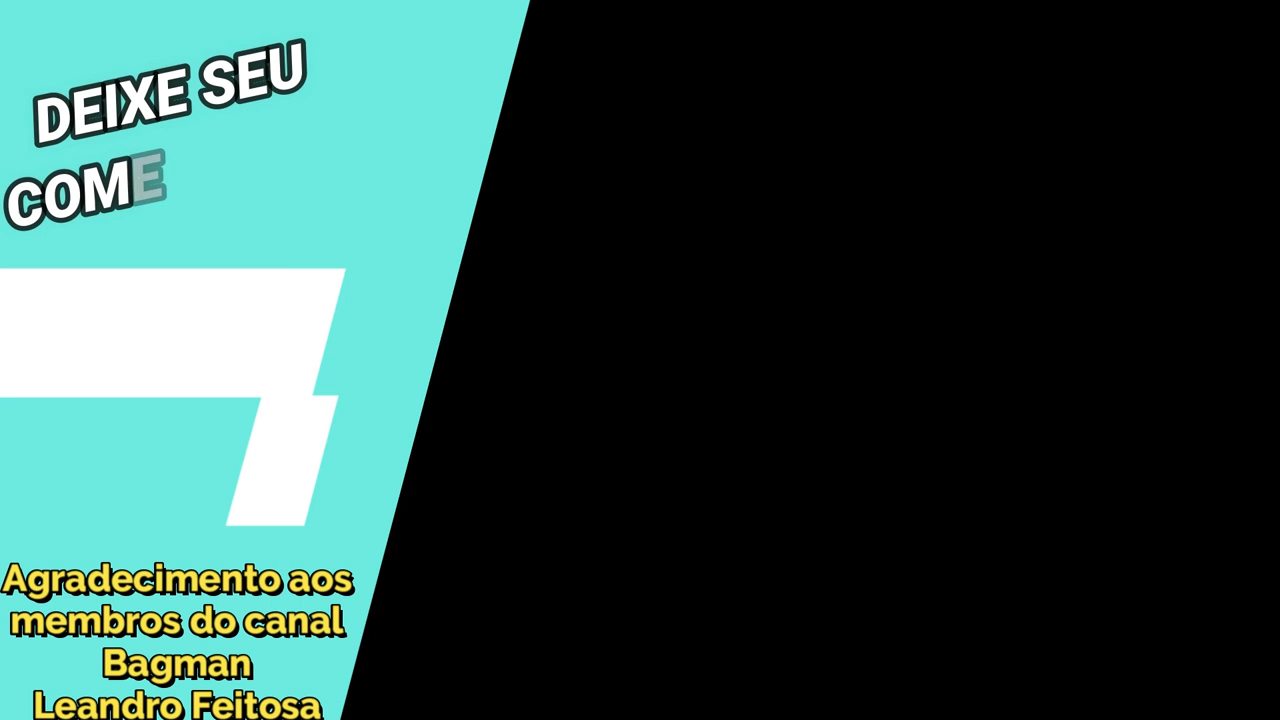 DEIXE SEU
COME
Agradecimento aos
membros do canal
Bagman
Leandro Feitosa